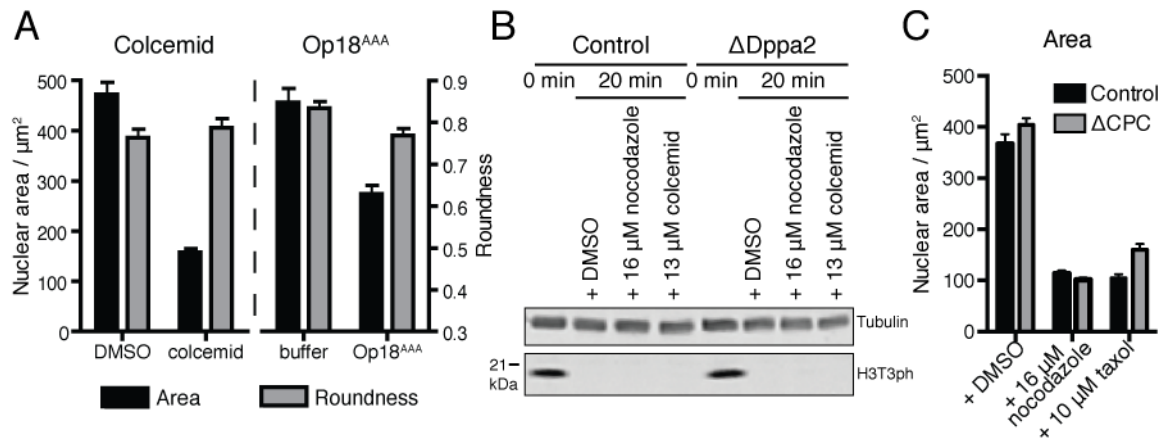 A
Colcemid
Op18AAA
Nuclear area / µm²
500
400
300
200
100
0
0.9
0.8
0.7
0.6
0.5
0.4
0.3
Roundness
DMSO
colcemid
buffer
Op18AAA
Area
Roundness
B
Control
ΔDppa2
0 min
20 min
0 min
20 min
+ DMSO
+ 16 µM nocodazole
+ 13 µM colcemid
+ DMSO
+ 16 µM nocodazole
+ 13 µM colcemid
Tubulin
21
kDa
H3T3ph
C
Area
Nuclear area / µm²
500
400
300
200
100
0
Control
ΔCPC
+ DMSO
+ 16 µM
nocodazole
+ 10 µM taxol